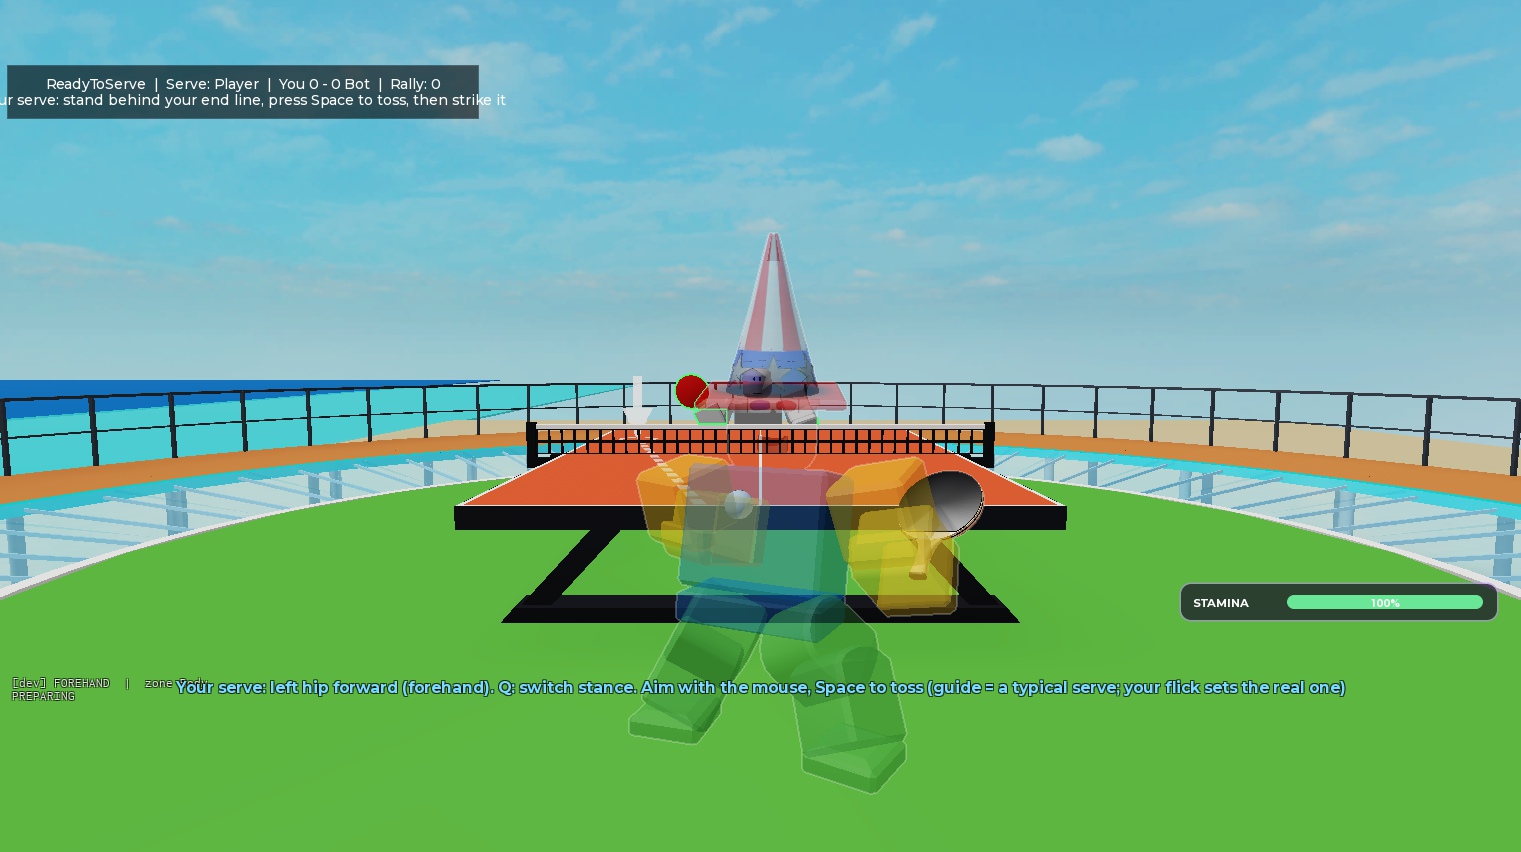 ReadyToServe | Serve: Player | You 0 - 0 Bot | Rally: 0
ur serve: stand behind your end line, press Space to toss, then strike it
STAMINA 100%
[dev] FOREHAND | zone
Your serve: left hip forward (forehand). Q: switch stance. Aim with the mouse, Space to toss (guide = a typical serve; your flick sets the real one)
PREPARING